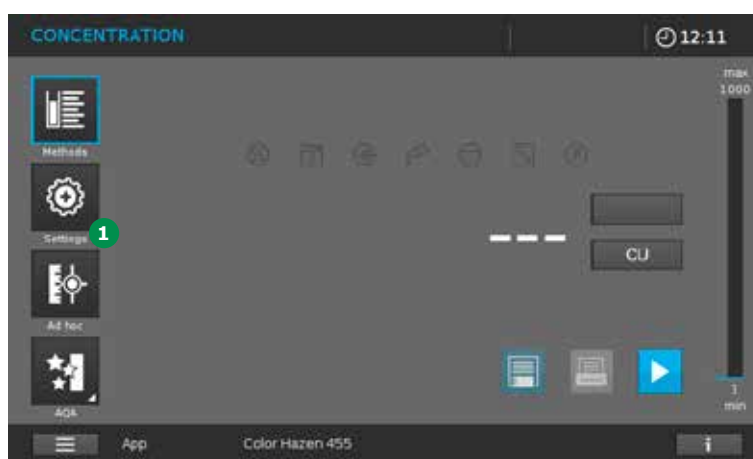 CONCENTRATION
12:11
max
1000
Methods
Settings
1
CU
Ad hoc
AQA
1
min
App
Color Hazen 455
i